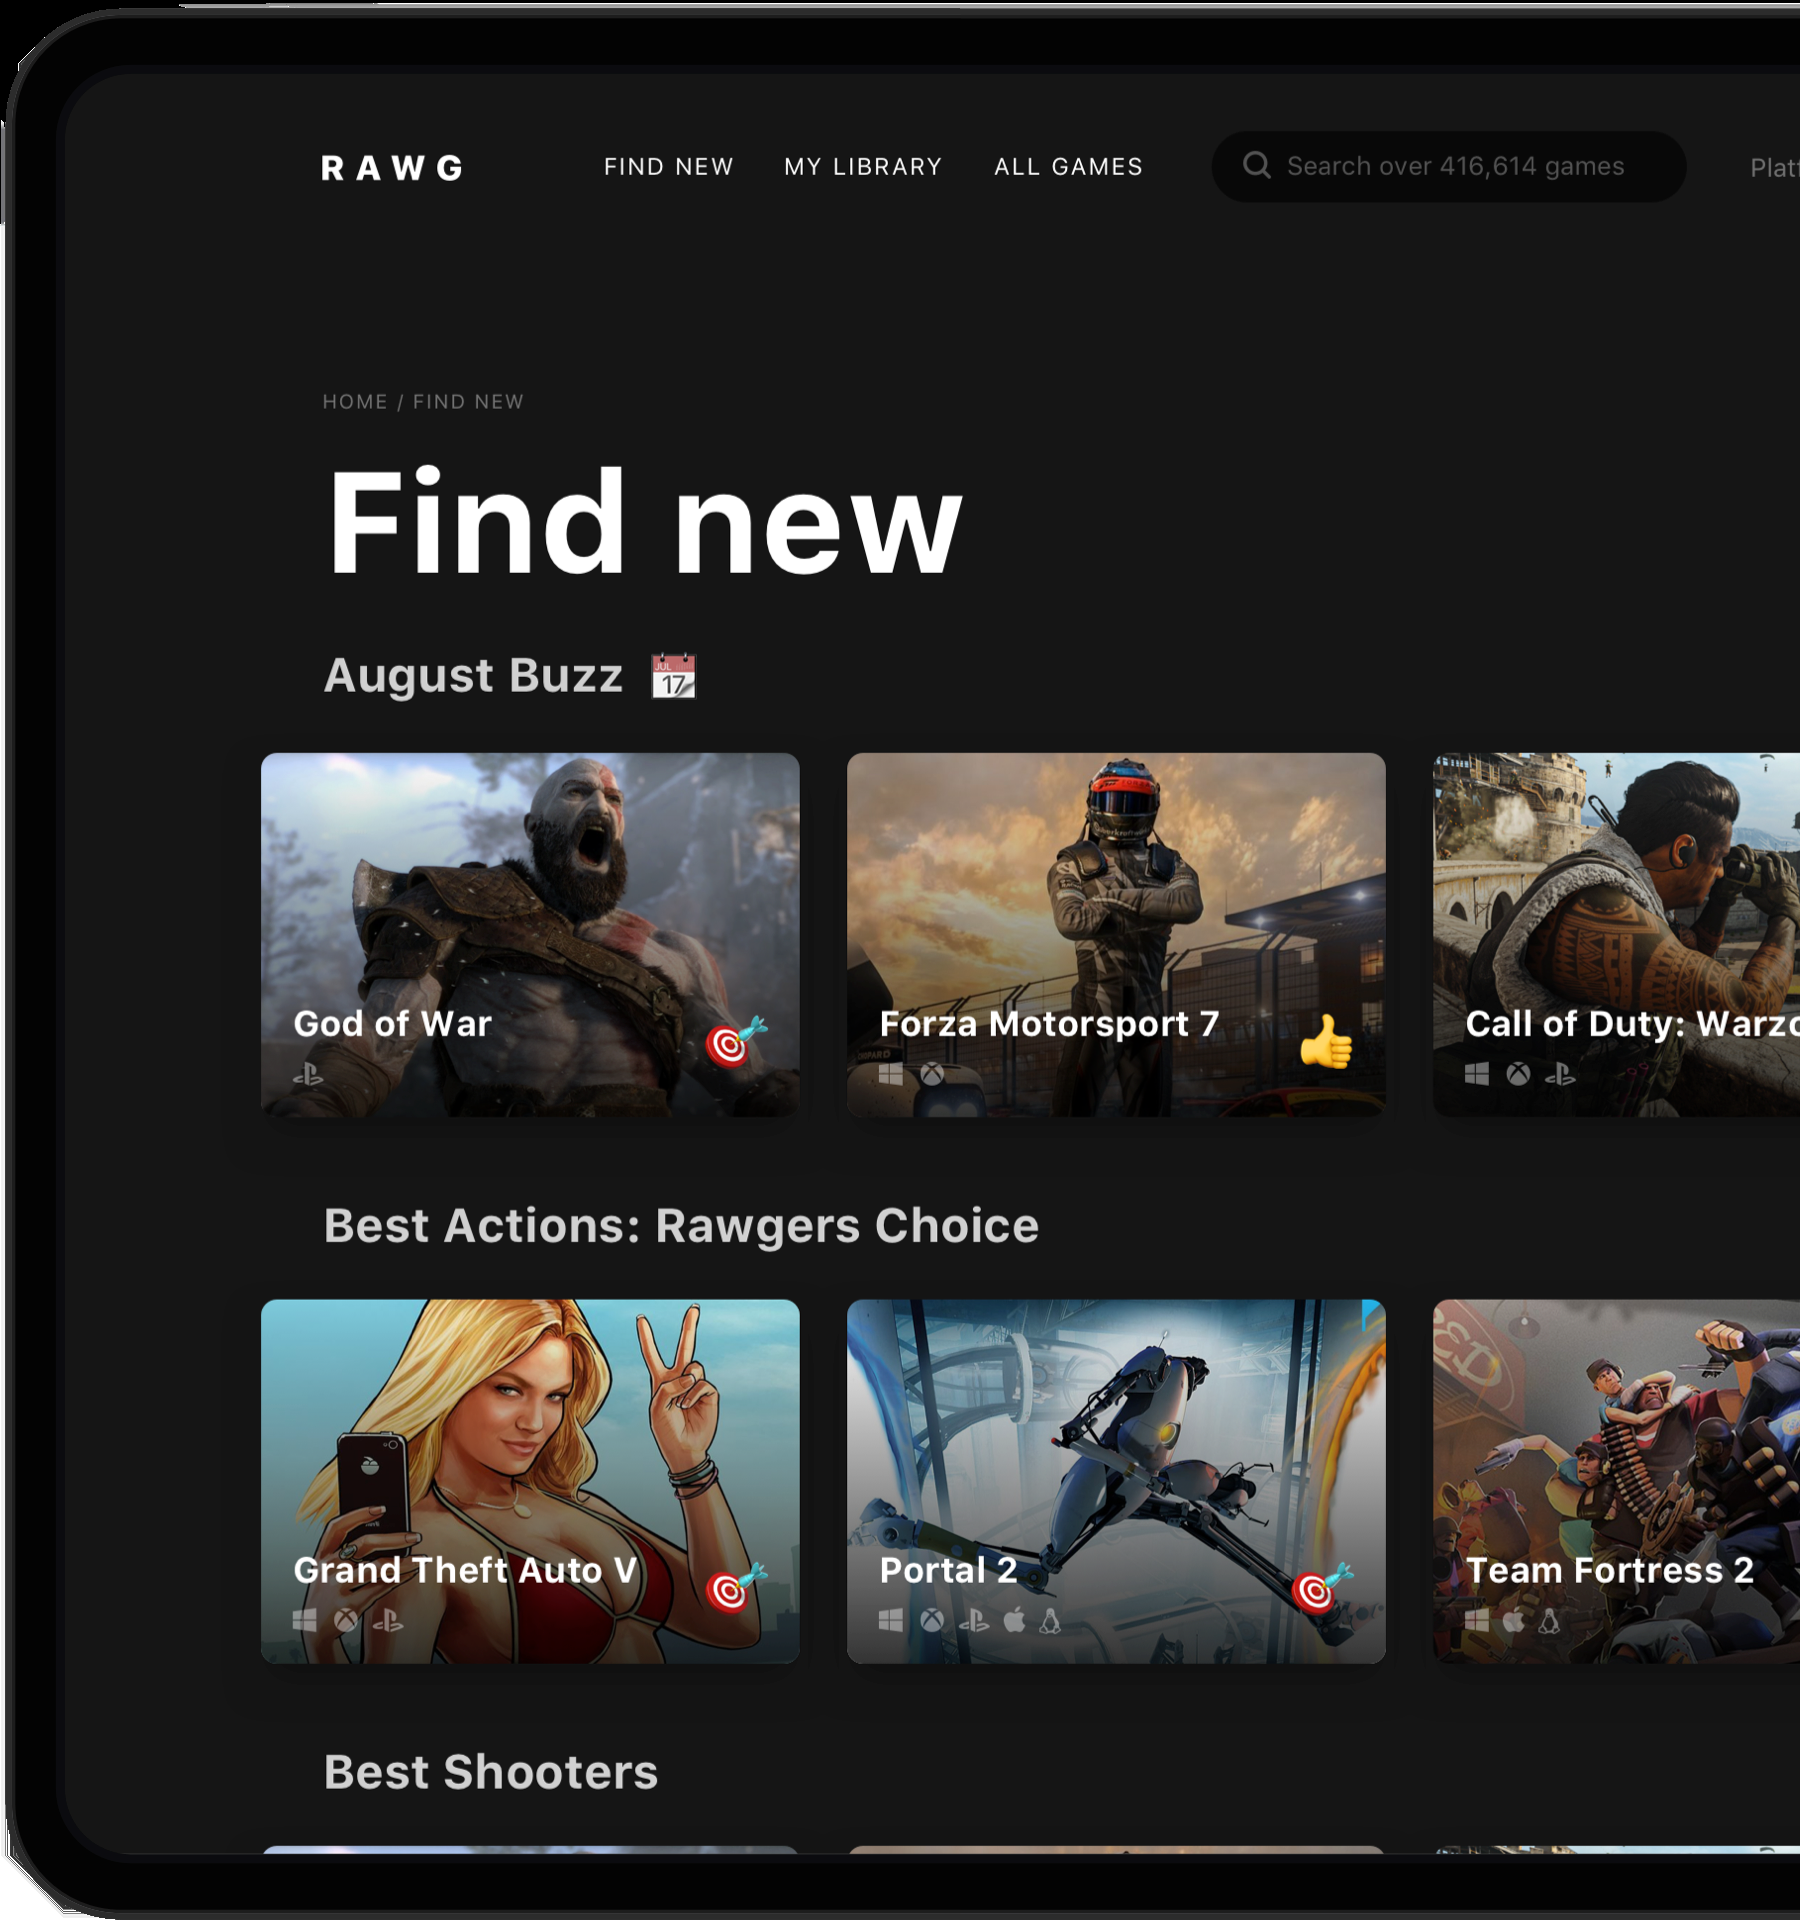 RAWG
FIND NEW
MY LIBRARY
ALL GAMES
Search over 416,614 games
HOME / FIND NEW
Find new
August Buzz
JUL
17
God of War
Forza Motorsport 7
Call of Duty:
Best Actions: Rawgers Choice
Grand Theft Auto V
Portal 2
Team Fortress 2
Best Shooters